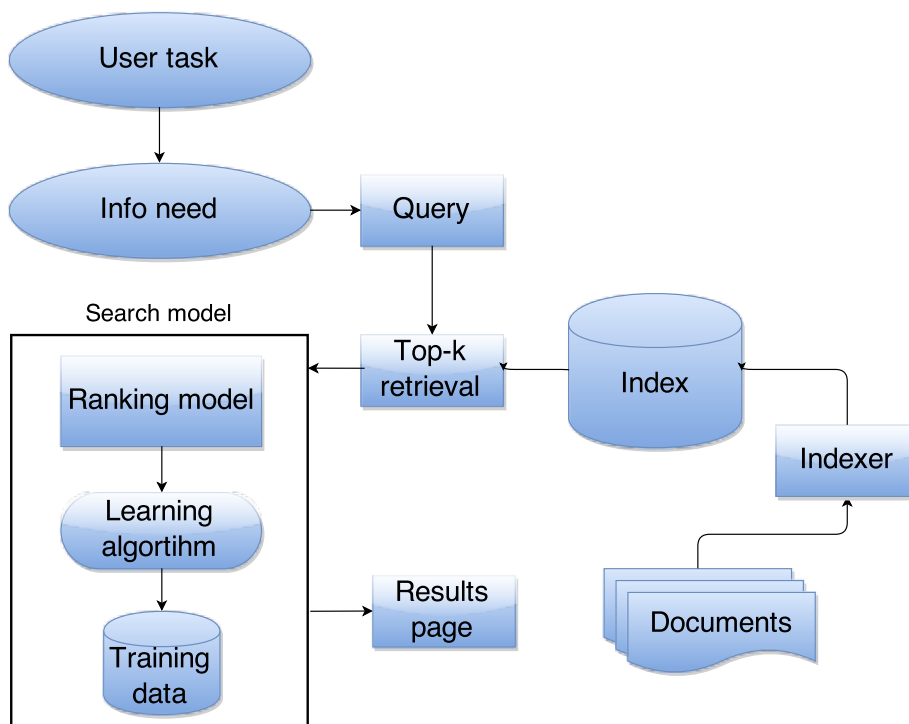 User task
Info need
Query
Search model
Top-k
retrieval
Index
Ranking model
Indexer
Learning
algortihm
Results
page
Documents
Training
data